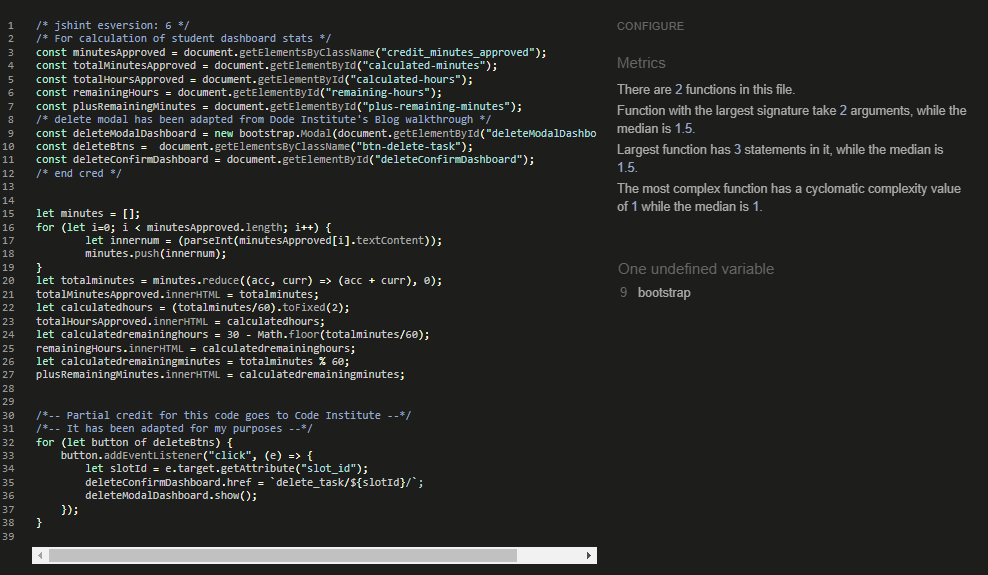 1 /* jshint esversion: 6 */
2 /* For calculation of student dashboard stats */
3 const minutesApproved = document.getElementsByClassName("credit_minutes_approved");
4 const totalMinutesApproved = document.getElementById("calculated-minutes");
5 const totalHoursApproved = document.getElementById("calculated-hours");
6 const remainingHours = document.getElementById("remaining-hours");
7 const plusRemainingMinutes = document.getElementById("plus-remaining-minutes");
8 /* delete modal has been adapted from Dode Institute's Blog walkthrough */
9 const deleteModalDashboard = new bootstrap.Modal(document.getElementById("deleteModalDashbo
10 const deleteBtns =  document.getElementsByClassName("btn-delete-task");
11 const deleteConfirmDashboard = document.getElementById("deleteConfirmDashboard");
12 /* end cred */
13
14
15 let minutes = [];
16 for (let i=0; i < minutesApproved.length; i++) {
17         let innernum = (parseInt(minutesApproved[i].textContent));
18         minutes.push(innernum);
19 }
20 let totalminutes = minutes.reduce((acc, curr) => (acc + curr), 0);
21 totalMinutesApproved.innerHTML = totalminutes;
22 let calculatedhours = (totalminutes/60).toFixed(2);
23 totalHoursApproved.innerHTML = calculatedhours;
24 let calculatedremaininghours = 30 - Math.floor(totalminutes/60);
25 remainingHours.innerHTML = calculatedremaininghours;
26 let calculatedremainingminutes = totalminutes % 60;
27 plusRemainingMinutes.innerHTML = calculatedremainingminutes;
28
29
30 /*-- Partial credit for this code goes to Code Institute --*/
31 /*-- It has been adapted for my purposes --*/
32 for (let button of deleteBtns) {
33     button.addEventListener("click", (e) => {
34         let slotId = e.target.getAttribute("slot_id");
35         deleteConfirmDashboard.href = `delete_task/${slotId}/`;
36         deleteModalDashboard.show();
37     });
38 }
39
CONFIGURE
Metrics
There are 2 functions in this file.
Function with the largest signature take 2 arguments, while the
median is 1.5.
Largest function has 3 statements in it, while the median is
1.5.
The most complex function has a cyclomatic complexity value
of 1 while the median is 1.
One undefined variable
9 bootstrap